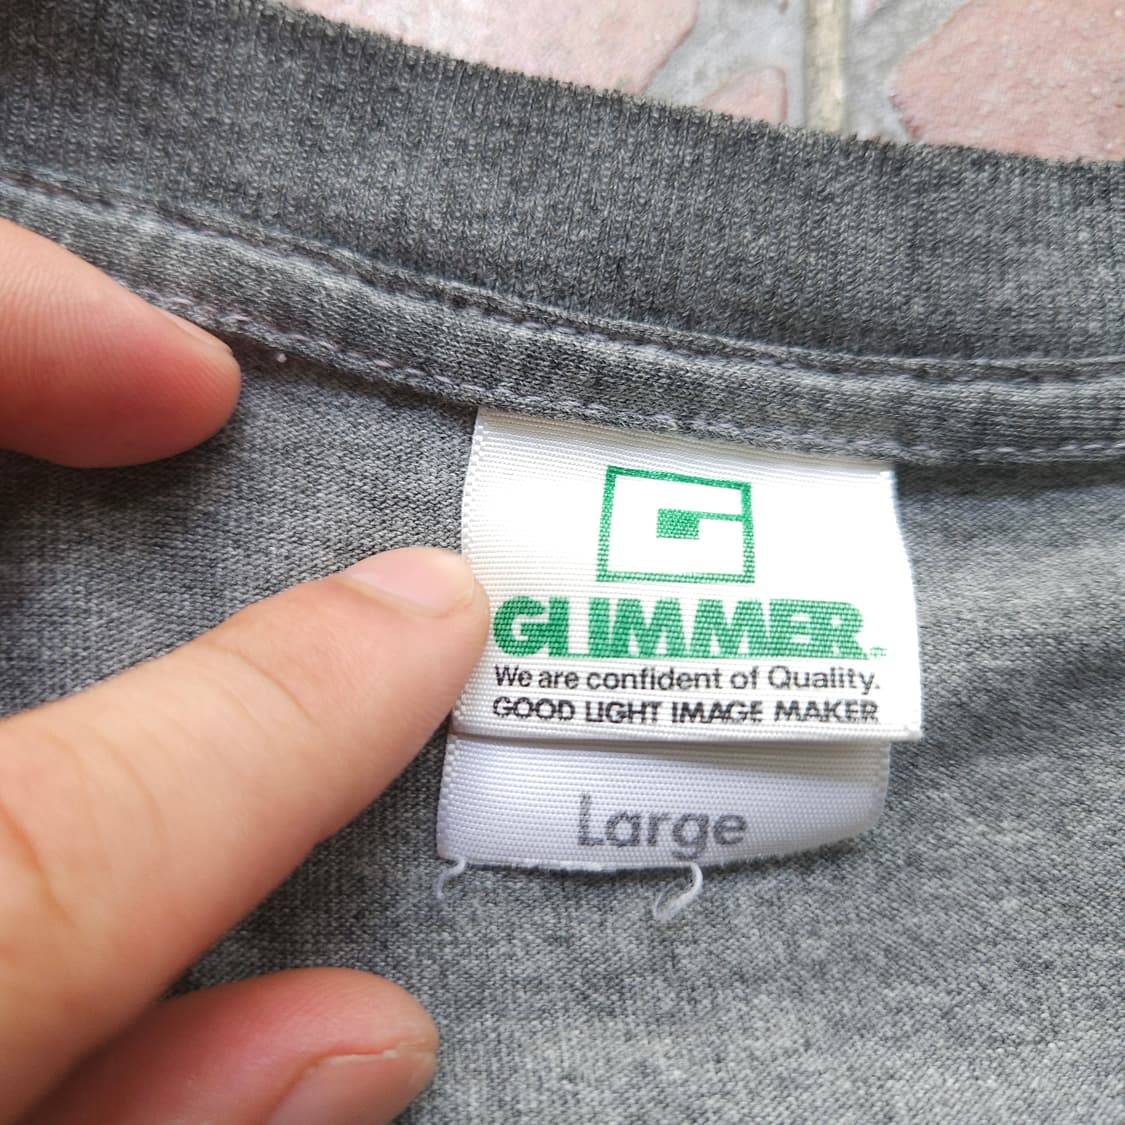 G
GLIMMER.
We are confident of Quality.
GOOD LIGHT IMAGE MAKER
Large